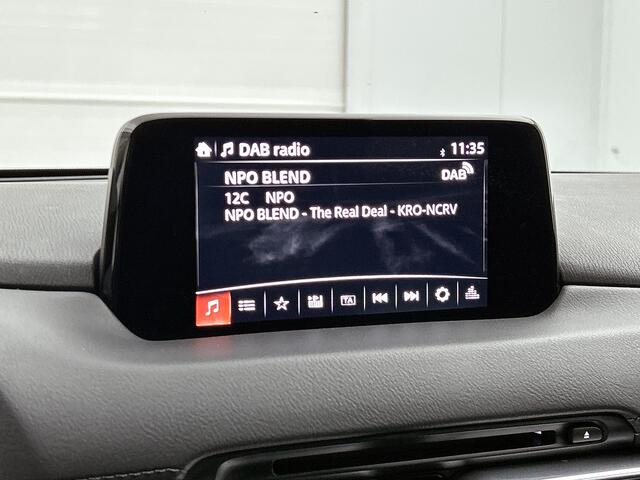 DAB radio 11:35
NPO BLEND DAB
12C NPO
NPO BLEND - The Real Deal - KRO-NCRV
TA